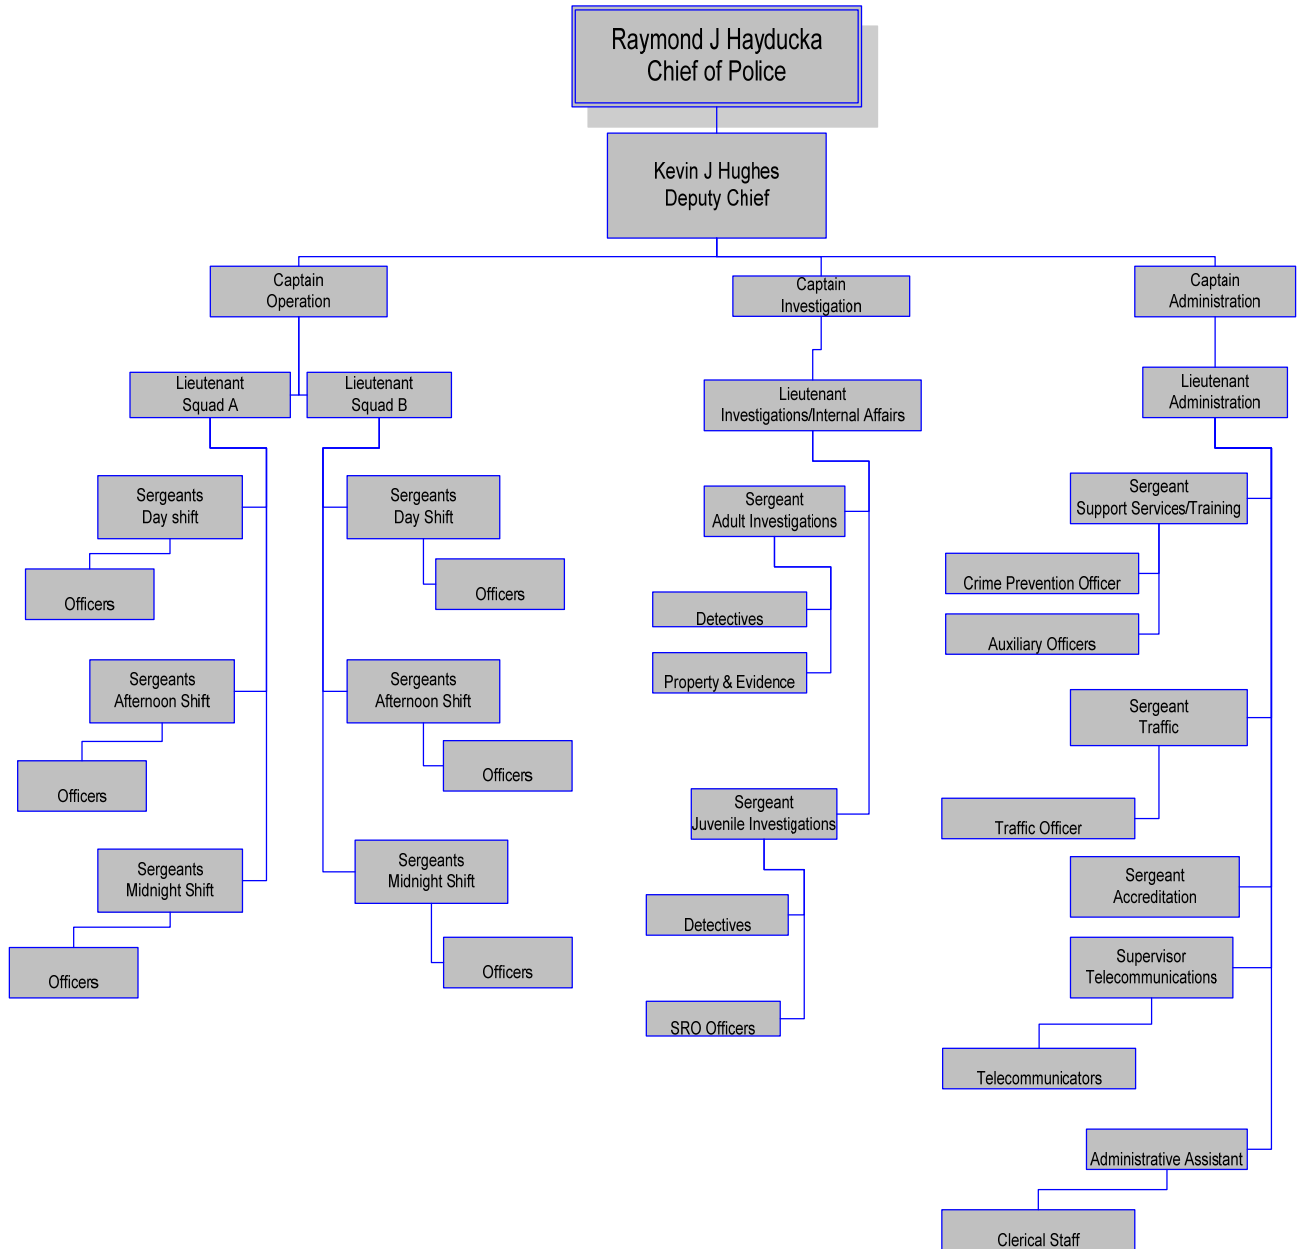 Raymond J Hayducka
Chief of Police
Kevin J Hughes
Deputy Chief
Captain
Operation
Captain
Investigation
Captain
Administration
Lieutenant
Squad A
Lieutenant
Squad B
Lieutenant
Investigations/Internal Affairs
Lieutenant
Administration
Sergeants
Day shift
Officers
Sergeants
Afternoon Shift
Officers
Sergeants
Midnight Shift
Officers
Sergeants
Day Shift
Officers
Sergeants
Afternoon Shift
Officers
Sergeants
Midnight Shift
Officers
Sergeant
Adult Investigations
Detectives
Property & Evidence
Sergeant
Juvenile Investigations
Detectives
SRO Officers
Sergeant
Support Services/Training
Crime Prevention Officer
Auxiliary Officers
Sergeant
Traffic
Traffic Officer
Sergeant
Accreditation
Supervisor
Telecommunications
Telecommunicators
Administrative Assistant
Clerical Staff